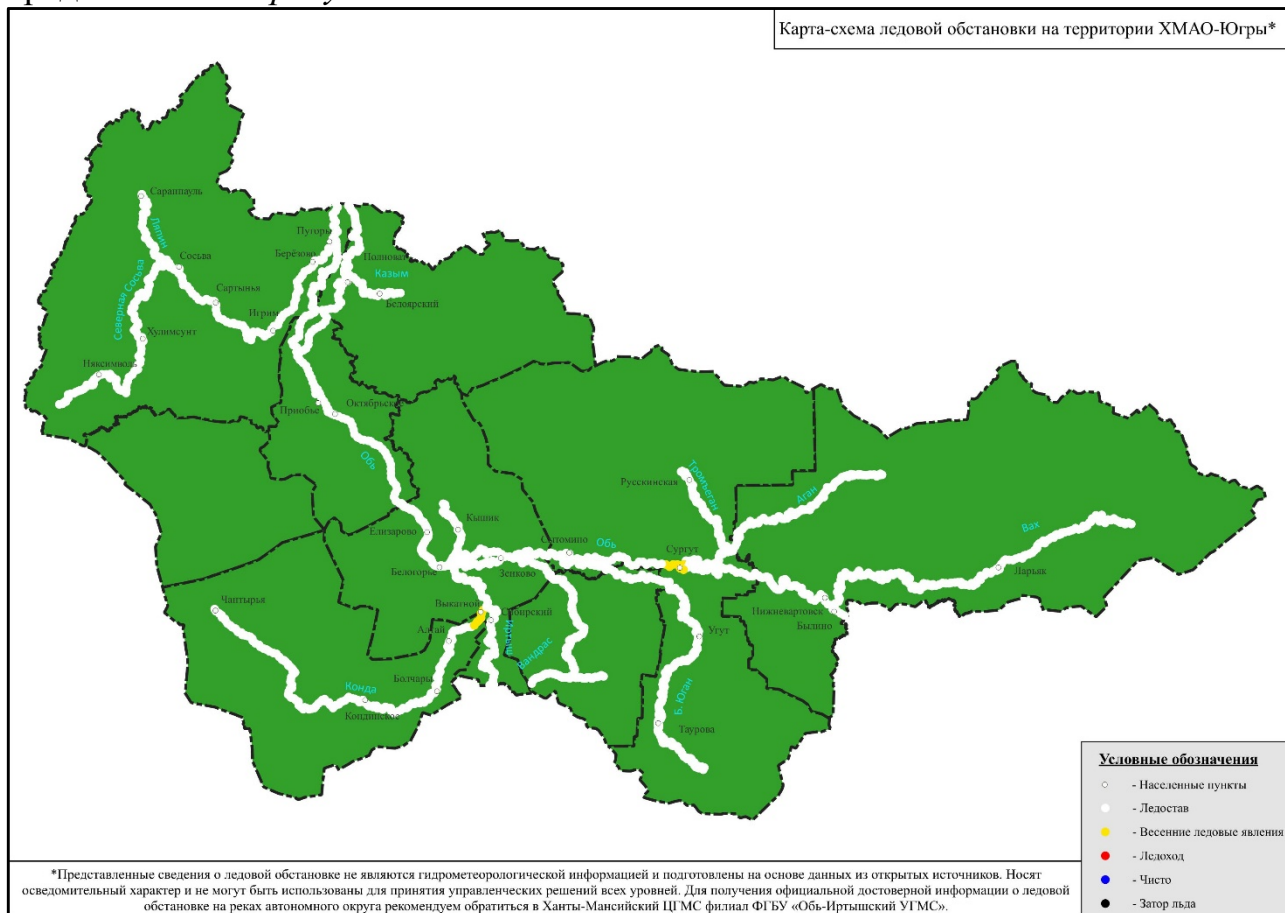 Карта-схема ледовой обстановки на территории ХМАО-Югры*
Саранпауль
Ляпин
Пугоры
Берёзово
Полноват
Сосьва
Казым
Северная Сосьва
Белоярский
Сартынья
Игрим
Хулимсунт
Няксимволь
Приобье
Октябрьское
Обь
Русскинская
Тромъеган
Аган
Вах
Кышик
Елизарово
Сытомино
Обь
Сургут
Белогорье
Зенково
Ларьяк
Чантырья
Выкатной
Сибирский
Нижневартовск
Былино
Алтай
Угут
Вандрас
Болчары
Конда
Б. Юган
Кондинское
Таурова
Условные обозначения
- Населенные пункты
- Ледостав
- Весенние ледовые явления
- Ледоход
- Чисто
- Затор льда
*Представленные сведения о ледовой обстановке не являются гидрометеорологической информацией и подготовлены на основе данных из открытых источников. Носят
осведомительный характер и не могут быть использованы для принятия управленческих решений всех уровней. Для получения официальной достоверной информации о ледовой
обстановке на реках автономного округа рекомендуем обратиться в Ханты-Мансийский ЦГМС филиал ФГБУ «Обь-Иртышский УГМС».